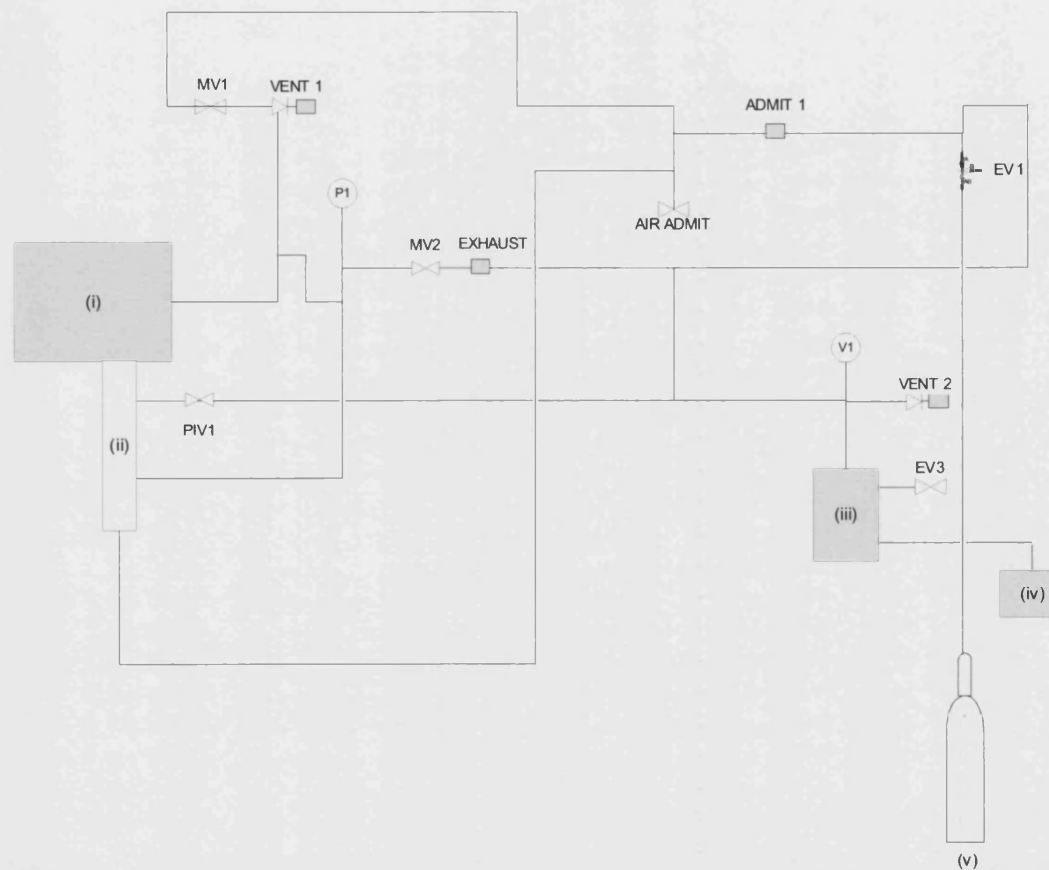 MV1
VENT 1
ADMIT 1
EV1
P1
AIR ADMIT
MV2
EXHAUST
(i)
V1
VENT 2
PIV1
(ii)
EV3
(iii)
(iv)
(v)